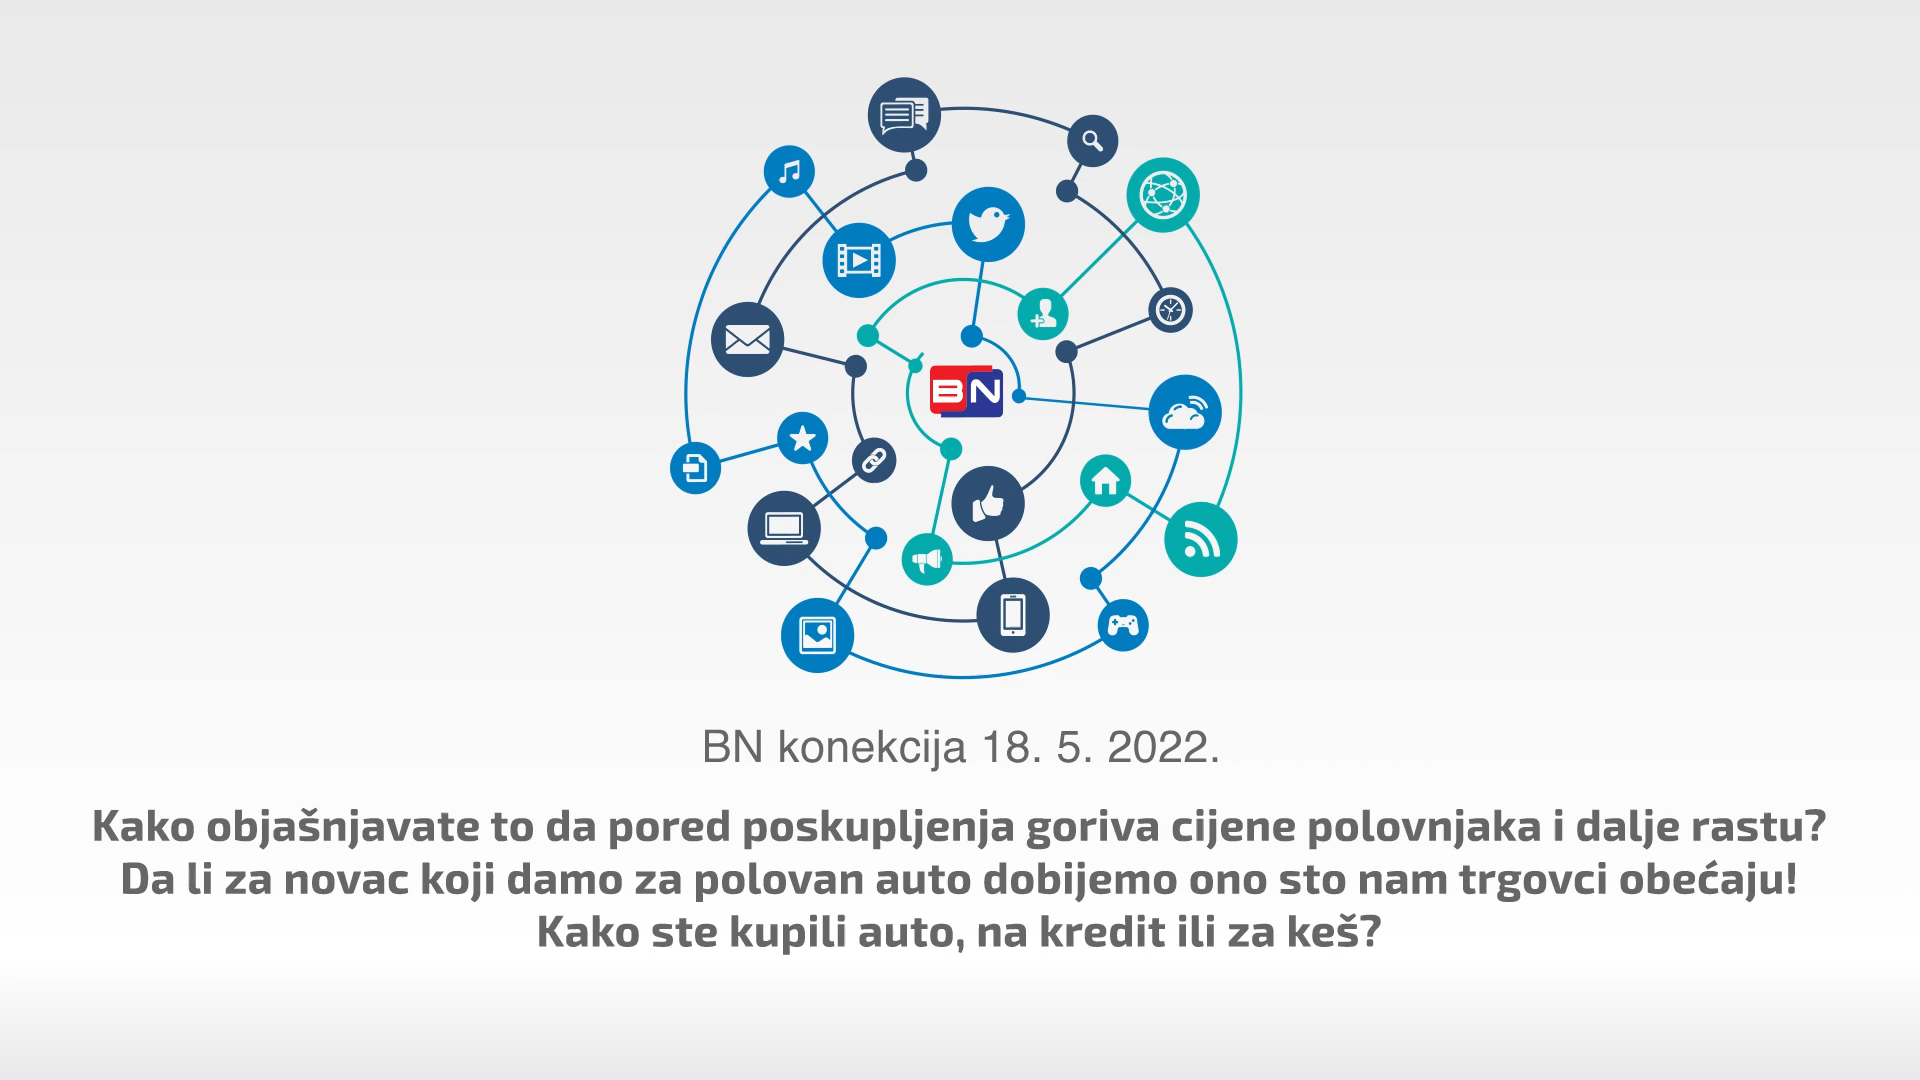 BN
BN konekcija 18. 5. 2022.
Kako objašnjavate to da pored poskupljenja goriva cijene polovnjaka i dalje rastu?
Da li za novac koji damo za polovan auto dobijemo ono sto nam trgovci obećaju!
Kako ste kupili auto, na kredit ili za keš?